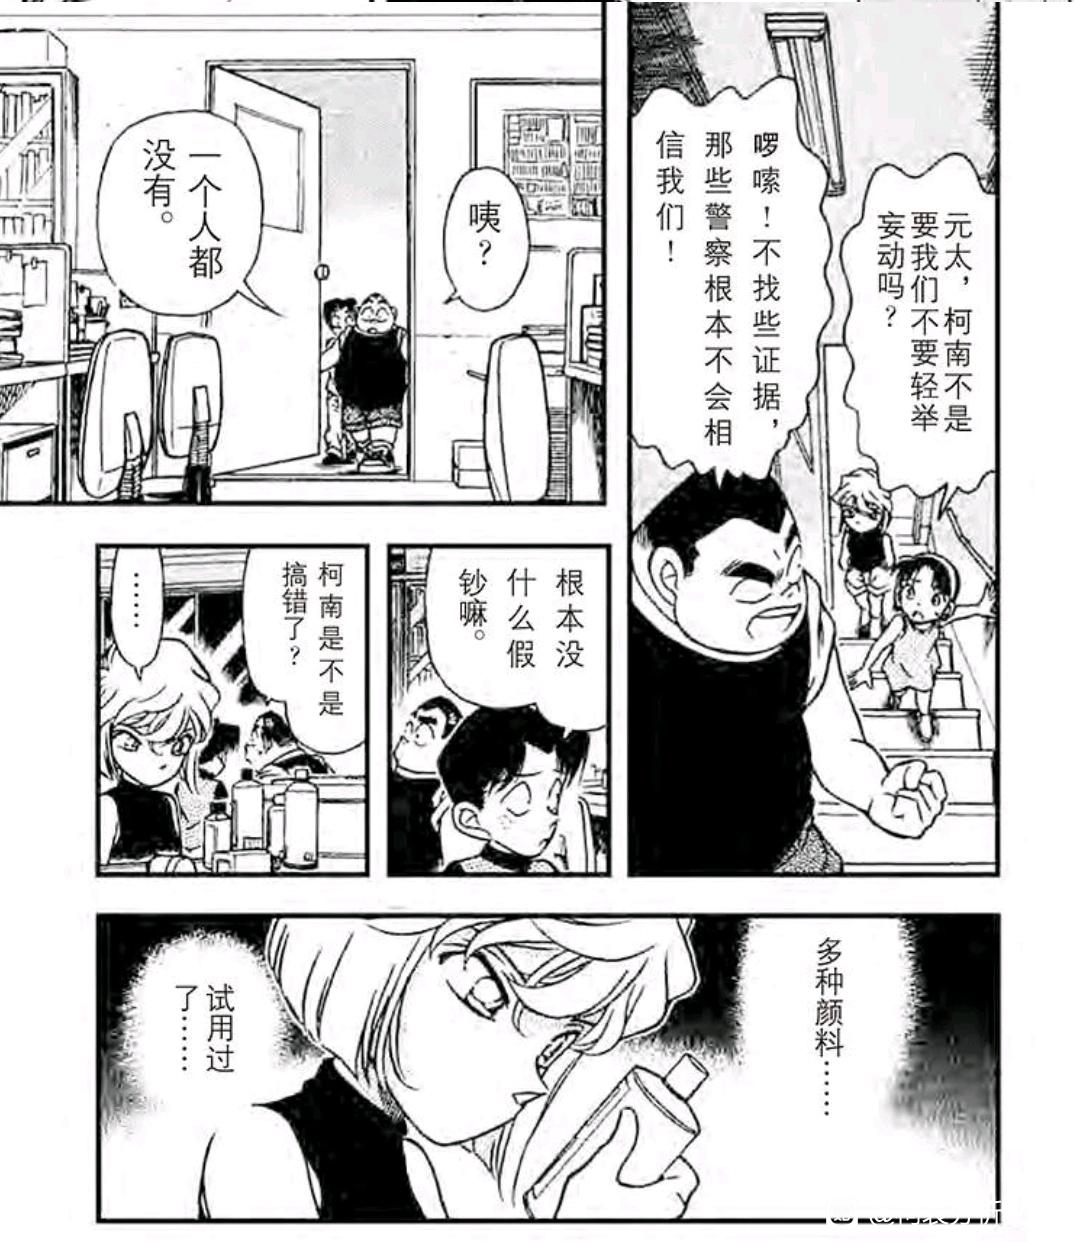 元太，柯南不是
要我们不要轻举
妄动吗？
啰嗦！不找些证据，
那些警察根本不会相
信我们！
咦？
一个人都
没有。
根本没
什么假
钞嘛。
柯南是不是
搞错了？
……
多种颜料……
试用过
了……